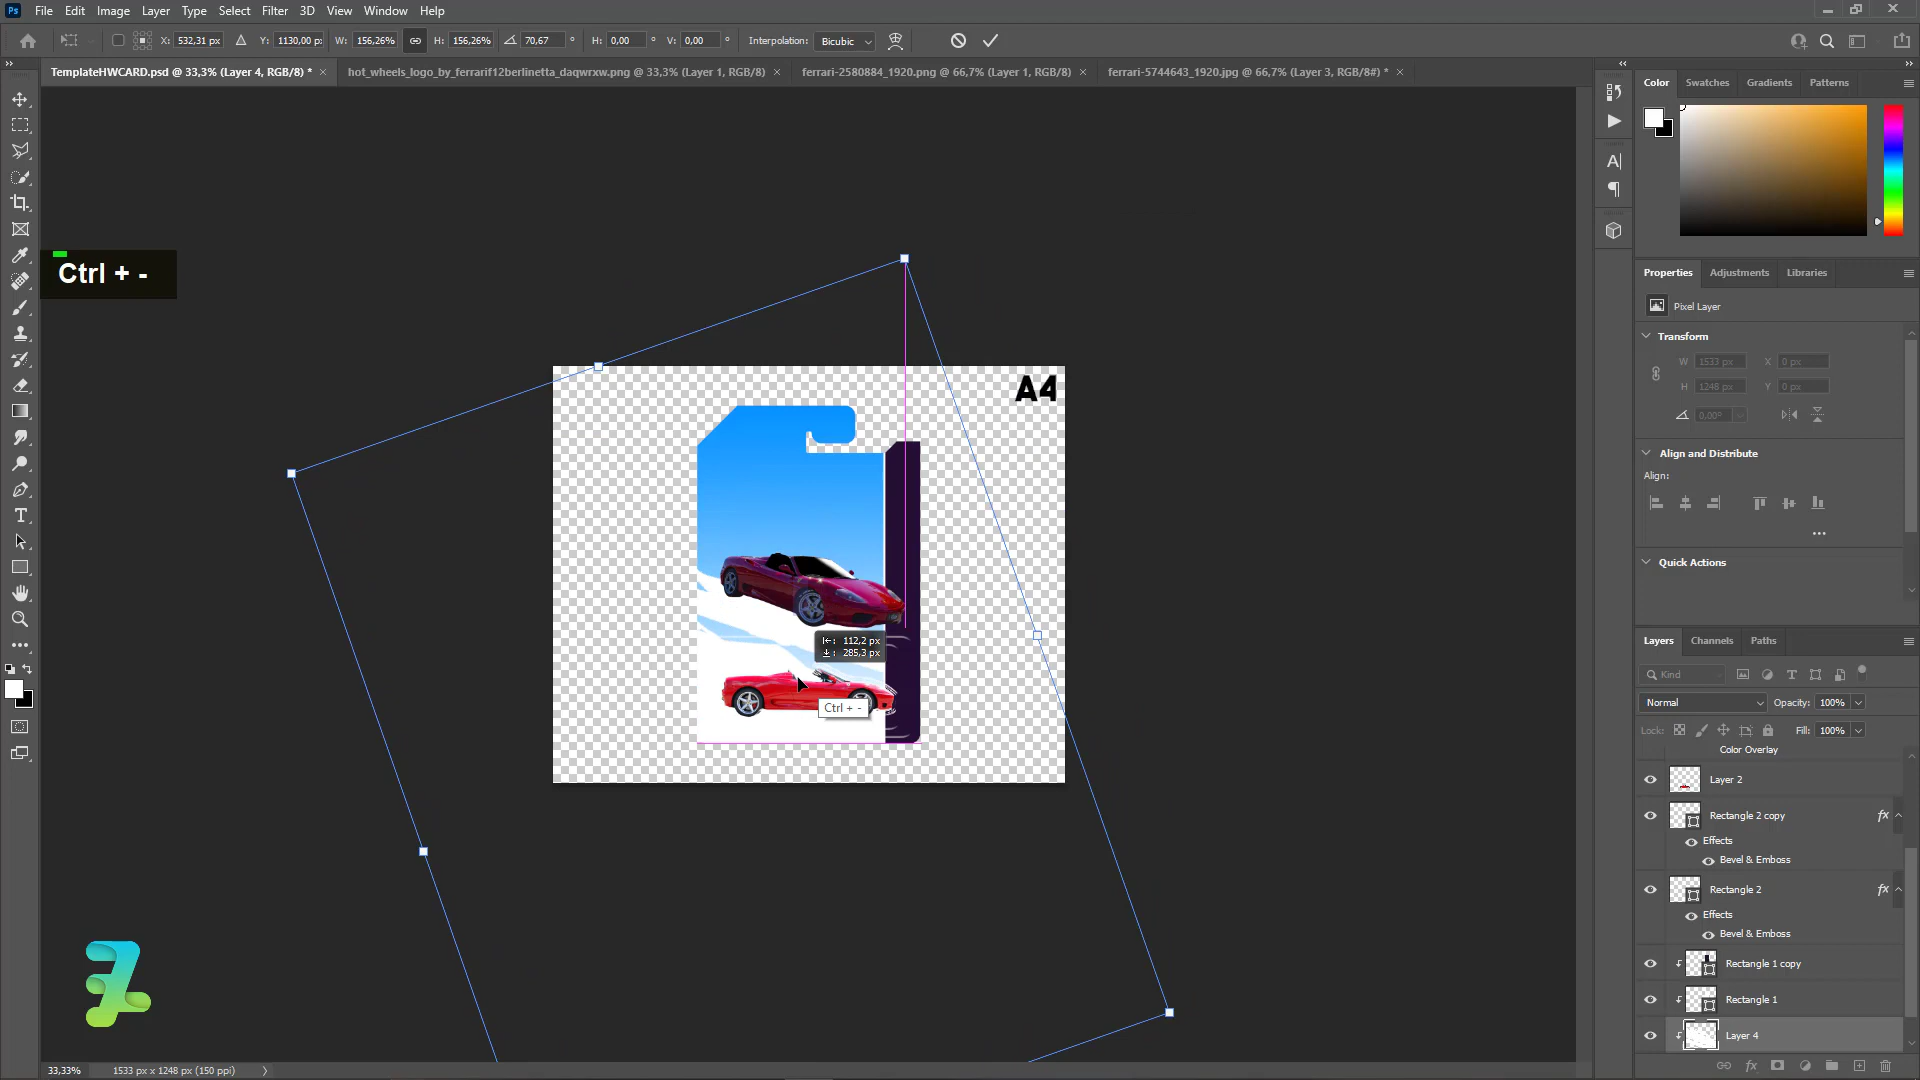 Ps File Edit Image Layer Type Select Filter 3D View Window Help
X: 532,31 px Y: 1130,00 px W: 156,26% H: 156,26% 70,67 ° H: 0,00 ° V: 0,00 ° Interpolation: Bicubic
TemplateHWCARD.psd @ 33,3% (Layer 4, RGB/8) * × hot_wheels_logo_by_ferrarif12berlinetta_daqwrxw.png @ 33,3% (Layer 1, RGB/8) × ferrari-2580884_1920.png @ 66,7% (Layer 1, RGB/8) × ferrari-5744643_1920.jpg @ 66,7% (Layer 3, RGB/8#) * ×
Ctrl + -
A4
112,2 px
285,3 px
Ctrl + -
33,33% 1533 px x 1248 px (150 ppi)
Color Swatches Gradients Patterns
Properties Adjustments Libraries
Pixel Layer
Transform
W 1533 px X 0 px
H 1248 px Y 0 px
0,00°
Align and Distribute
Align:
Quick Actions
Layers Channels Paths
Kind
Normal Opacity: 100%
Lock: Fill: 100%
Color Overlay
Layer 2
Rectangle 2 copy fx
Effects
Bevel & Emboss
Rectangle 2 fx
Effects
Bevel & Emboss
Rectangle 1 copy
Rectangle 1
Layer 4
fx